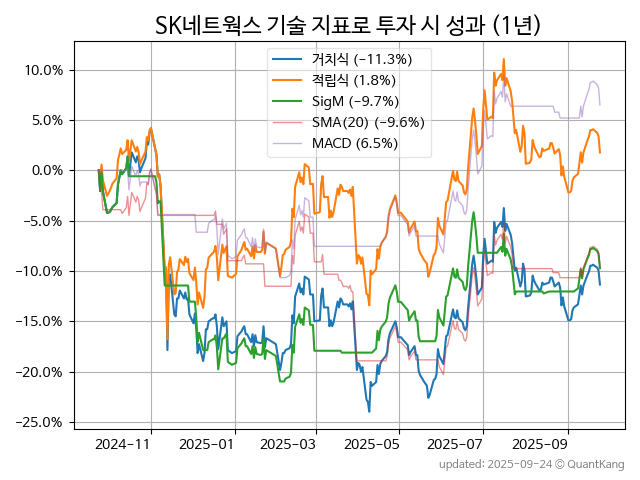 SK네트웍스 기술 지표로 투자 시 성과 (1년)
거치식 (−11.3%)
적립식 (1.8%)
SigM (−9.7%)
SMA(20) (−9.6%)
MACD (6.5%)
10.0%
5.0%
0.0%
−5.0%
−10.0%
−15.0%
−20.0%
−25.0%
2024−11 2025−01 2025−03 2025−05 2025−07 2025−09
updated: 2025-09-24 © QuantKang